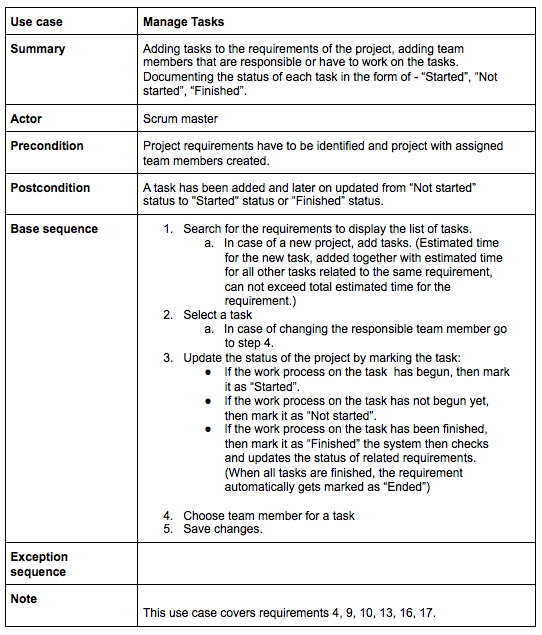 Use case Manage Tasks
Summary Adding tasks to the requirements of the project, adding team
members that are responsible or have to work on the tasks.
Documenting the status of each task in the form of - “Started”, “Not
started”, “Finished”.
Actor Scrum master
Precondition Project requirements have to be identified and project with assigned
team members created.
Postcondition A task has been added and later on updated from “Not started”
status to ”Started” status or “Finished” status.
Base sequence 1. Search for the requirements to display the list of tasks.
a. In case of a new project, add tasks. (Estimated time
for the new task, added together with estimated time
for all other tasks related to the same requirement,
can not exceed total estimated time for the
requirement.)
2. Select a task
a. In case of changing the responsible team member go
to step 4.
3. Update the status of the project by marking the task:
● If the work process on the task has begun, then mark
it as “Started”.
● If the work process on the task has not begun yet,
then mark it as “Not started”.
● If the work process on the task has been finished,
then mark it as “Finished” the system then checks
and updates the status of related requirements.
(When all tasks are finished, the requirement
automatically gets marked as “Ended”)
4. Choose team member for a task
5. Save changes.
Exception
sequence
Note
This use case covers requirements 4, 9, 10, 13, 16, 17.